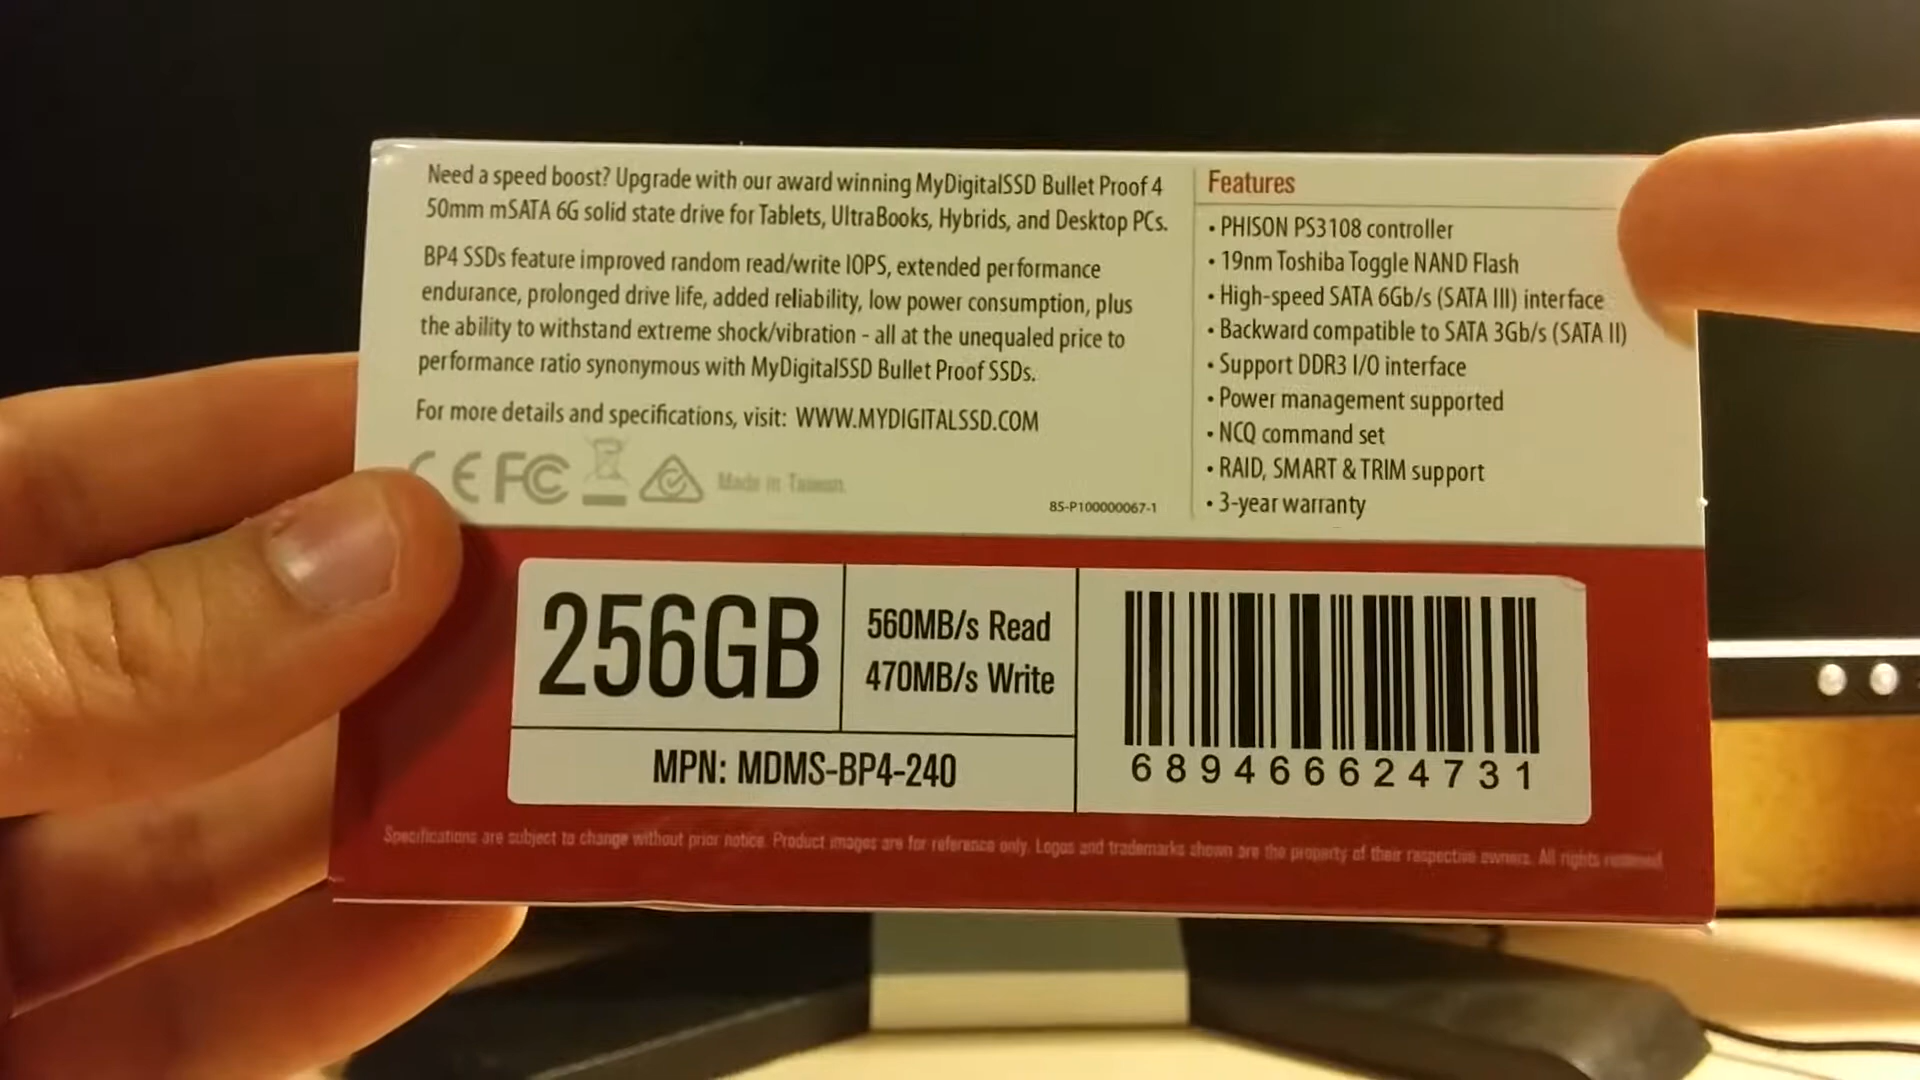 Need a speed boost? Upgrade with our award winning MyDigitalSSD Bullet Proof 4
50mm mSATA 6G solid state drive for Tablets, UltraBooks, Hybrids, and Desktop PCs.
BP4 SSDs feature improved random read/write IOPS, extended performance
endurance, prolonged drive life, added reliability, low power consumption, plus
the ability to withstand extreme shock/vibration - all at the unequaled price to
performance ratio synonymous with MyDigitalSSD Bullet Proof SSDs.
For more details and specifications, visit: WWW.MYDIGITALSSD.COM
CE FC
Made in Taiwan.
85-P100000067-1
Features
• PHISON PS3108 controller
• 19nm Toshiba Toggle NAND Flash
• High-speed SATA 6Gb/s (SATA III) interface
• Backward compatible to SATA 3Gb/s (SATA II)
• Support DDR3 I/O interface
• Power management supported
• NCQ command set
• RAID, SMART & TRIM support
• 3-year warranty
256GB
560MB/s Read
470MB/s Write
MPN: MDMS-BP4-240
689466624731
Specifications are subject to change without prior notice. Product images are for reference only. Logos and trademarks shown are the property of their respective owners. All rights reserved.